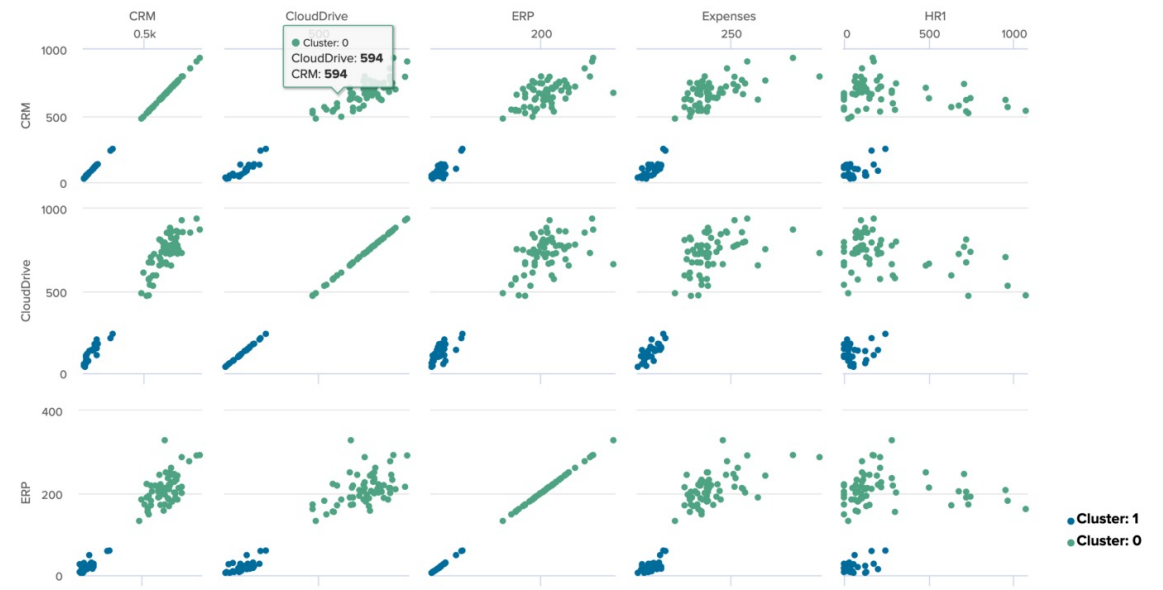 CRM CloudDrive ERP Expenses HR1
0.5k 500 200 250 0 500 1000
Cluster: 0
CloudDrive: 594
CRM: 594
1000
CRM
500
0
1000
CloudDrive
500
0
400
ERP
200
0
Cluster: 1
Cluster: 0